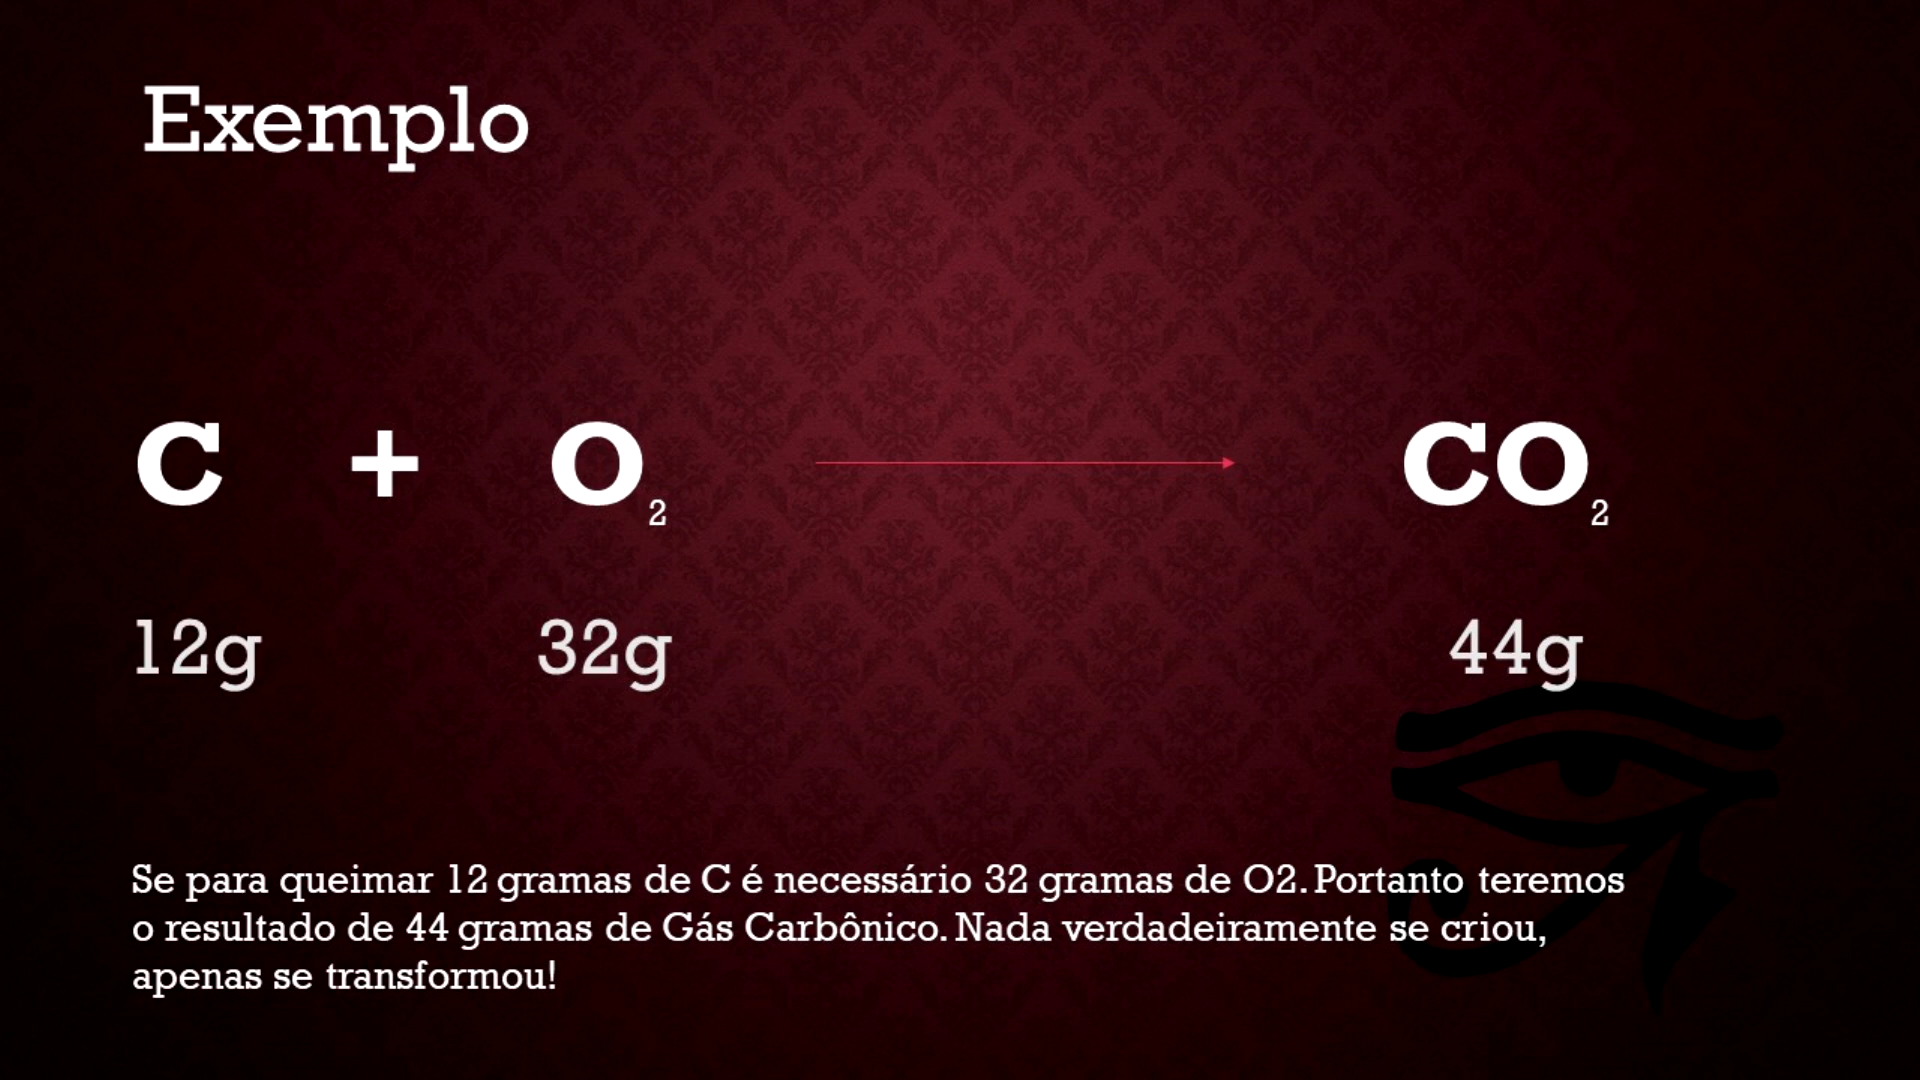 Exemplo
C + O₂ → CO₂
12g 32g 44g
Se para queimar 12 gramas de C é necessário 32 gramas de O2. Portanto teremos
o resultado de 44 gramas de Gás Carbônico. Nada verdadeiramente se criou,
apenas se transformou!